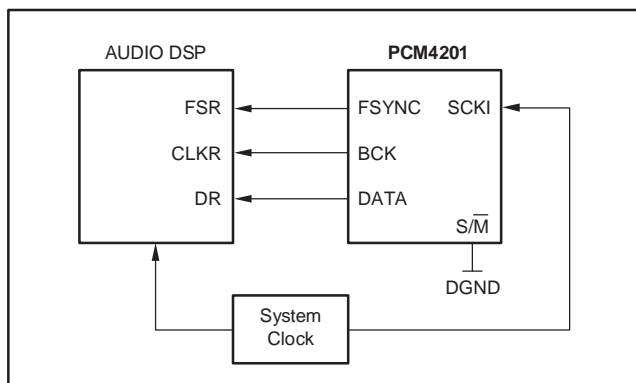 AUDIO DSP
PCM4201
FSR
FSYNC
SCKI
CLKR
BCK
DR
DATA
S/M̅
DGND
System
Clock